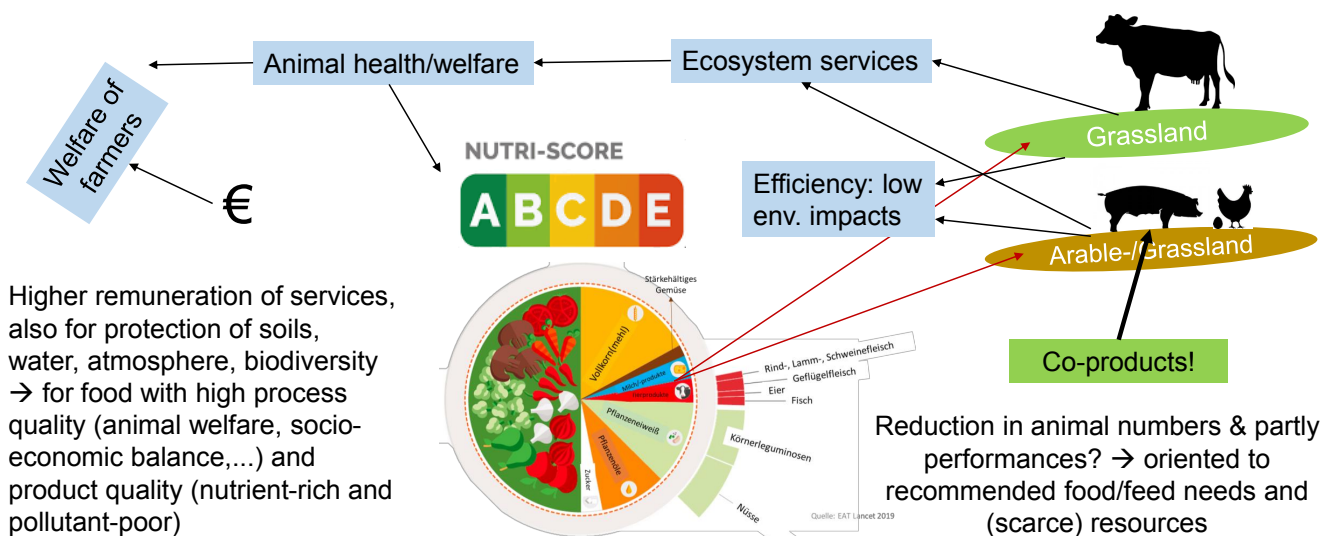 Animal health/welfare
Ecosystem services
Grassland
Welfare of
farmers
€
NUTRI-SCORE
A B C D E
Efficiency: low
env. impacts
Arable-/Grassland
Co-products!
Higher remuneration of services,
also for protection of soils,
water, atmosphere, biodiversity
→ for food with high process
quality (animal welfare, socio-
economic balance,...) and
product quality (nutrient-rich and
pollutant-poor)
Stärkehältiges
Gemüse
Vollkorn(mehl)
Milch/-produkte
Tierprodukte
Pflanzeneiweiß
Pflanzenöle
Zucker
Rind-, Lamm-, Schweinefleisch
Geflügelfleisch
Eier
Fisch
Körnerleguminosen
Nüsse
Quelle: EAT Lancet 2019
Reduction in animal numbers & partly
performances? → oriented to
recommended food/feed needs and
(scarce) resources